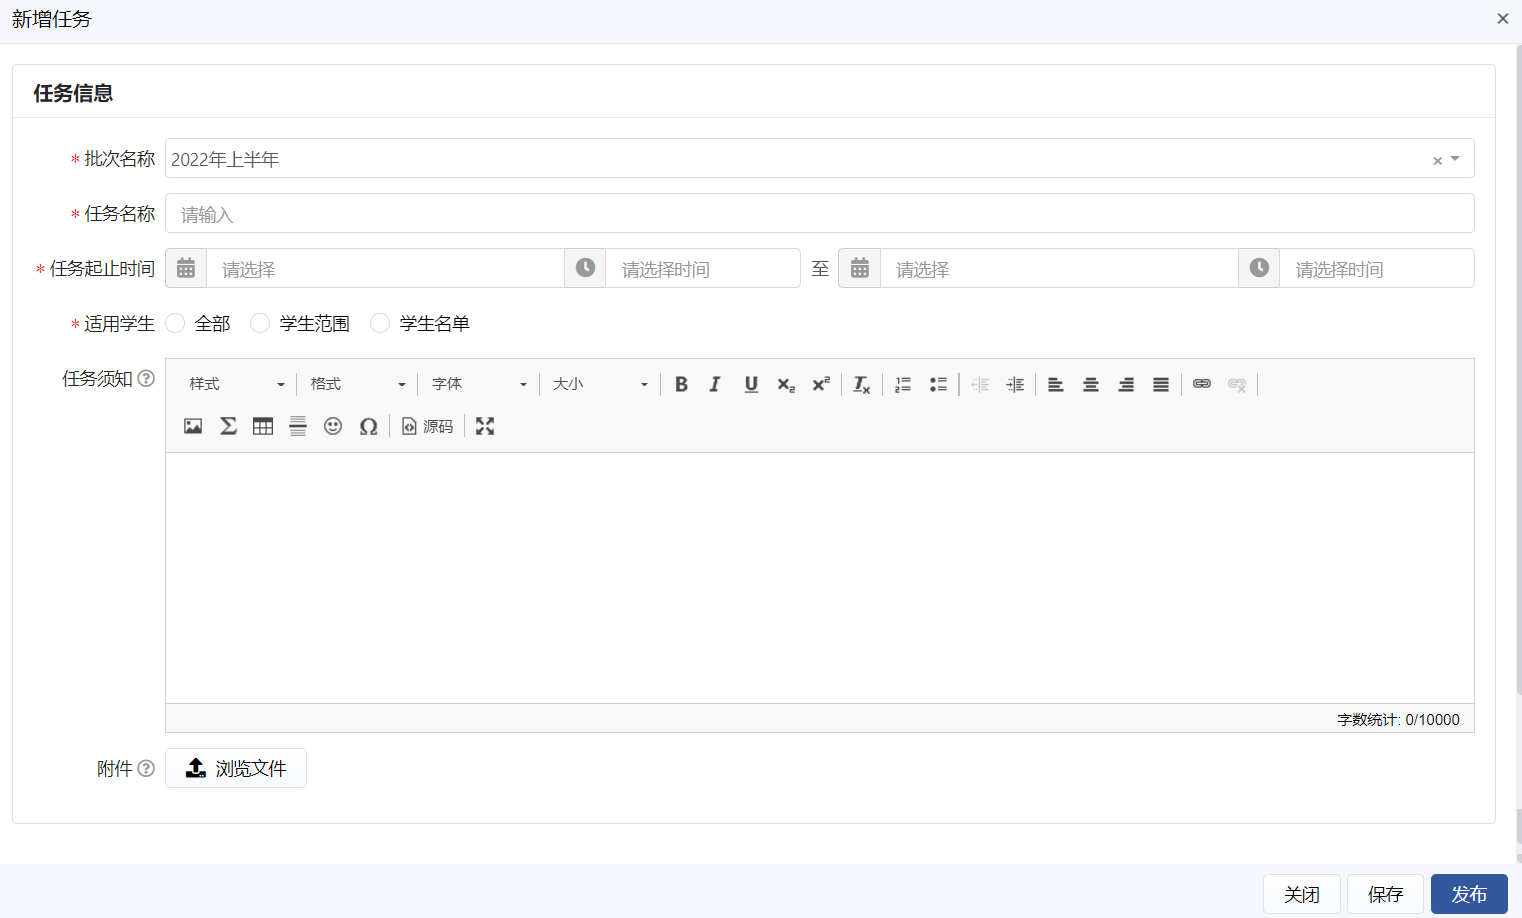 新增任务
任务信息
* 批次名称 2022年上半年
* 任务名称 请输入
* 任务起止时间 请选择 请选择时间 至 请选择 请选择时间
* 适用学生 全部 学生范围 学生名单
任务须知 样式 格式 字体 大小
源码
字数统计: 0/10000
附件 浏览文件
关闭 保存 发布